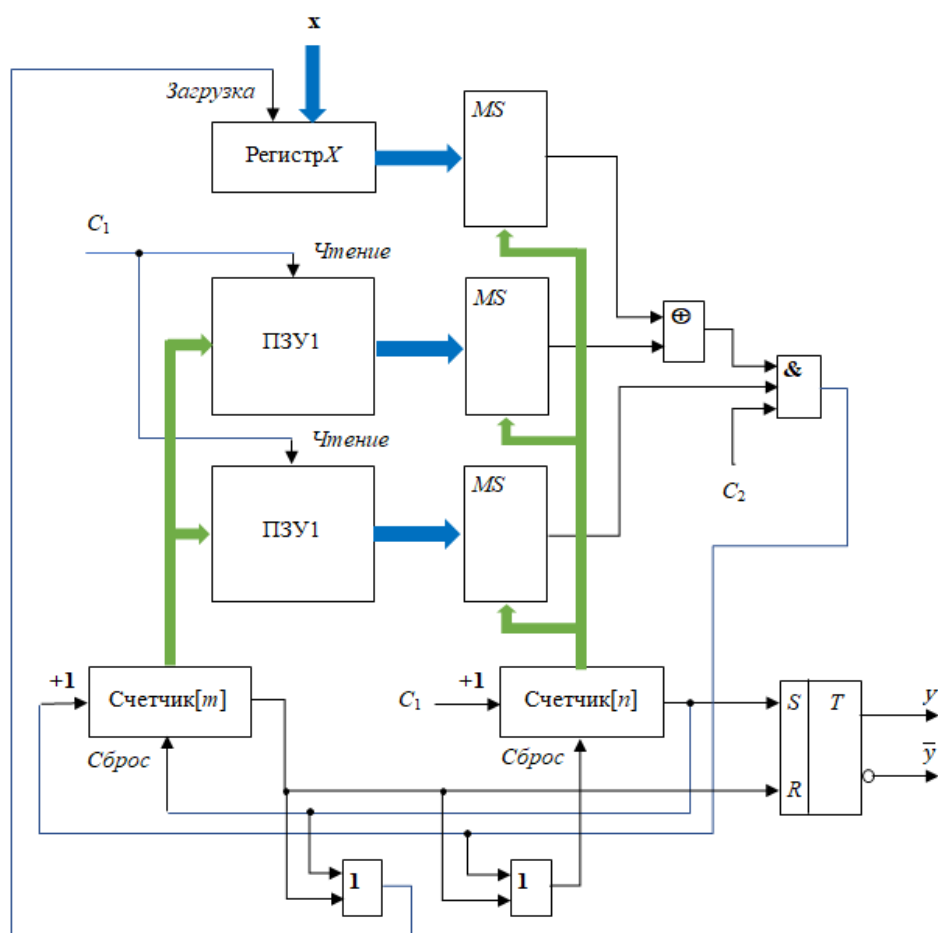 x
Загрузка
MS
РегистрX
C₁
Чтение
MS
ПЗУ1
⊕
&
Чтение
MS
C₂
ПЗУ1
+1
Счетчик[m]
C₁
+1
Счетчик[n]
S
T
y
Сброс
Сброс
y̅
R
1
1